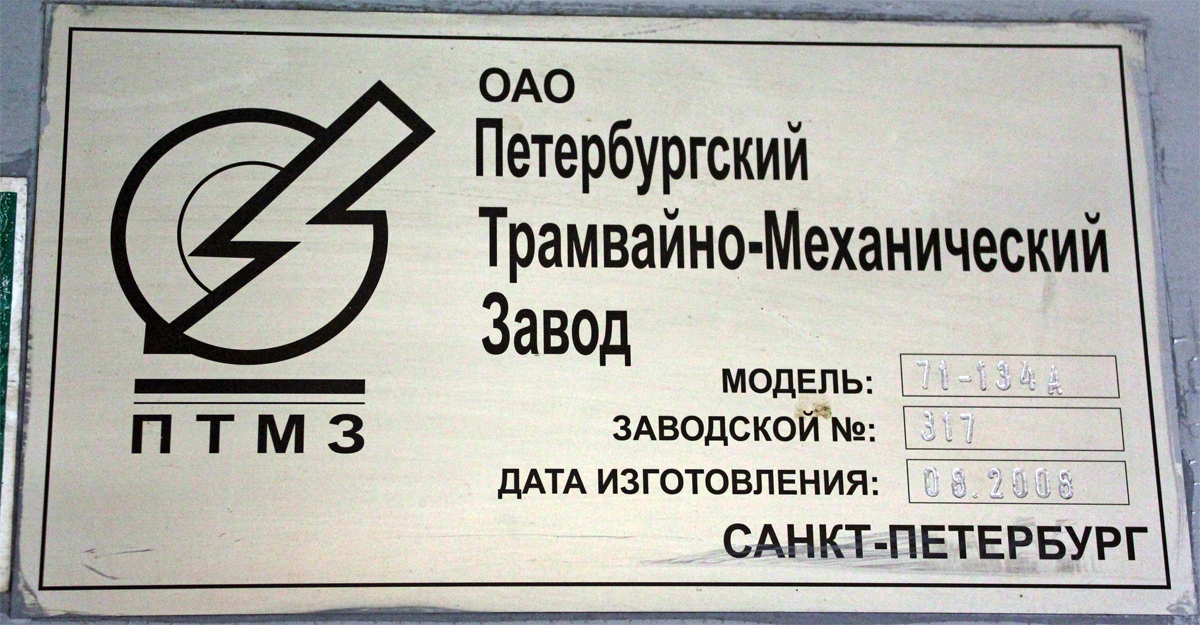 ОАО
Петербургский
Трамвайно-Механический
Завод
ПТМЗ
МОДЕЛЬ: 71-134А
ЗАВОДСКОЙ №: 317
ДАТА ИЗГОТОВЛЕНИЯ: 08.2008
САНКТ-ПЕТЕРБУРГ